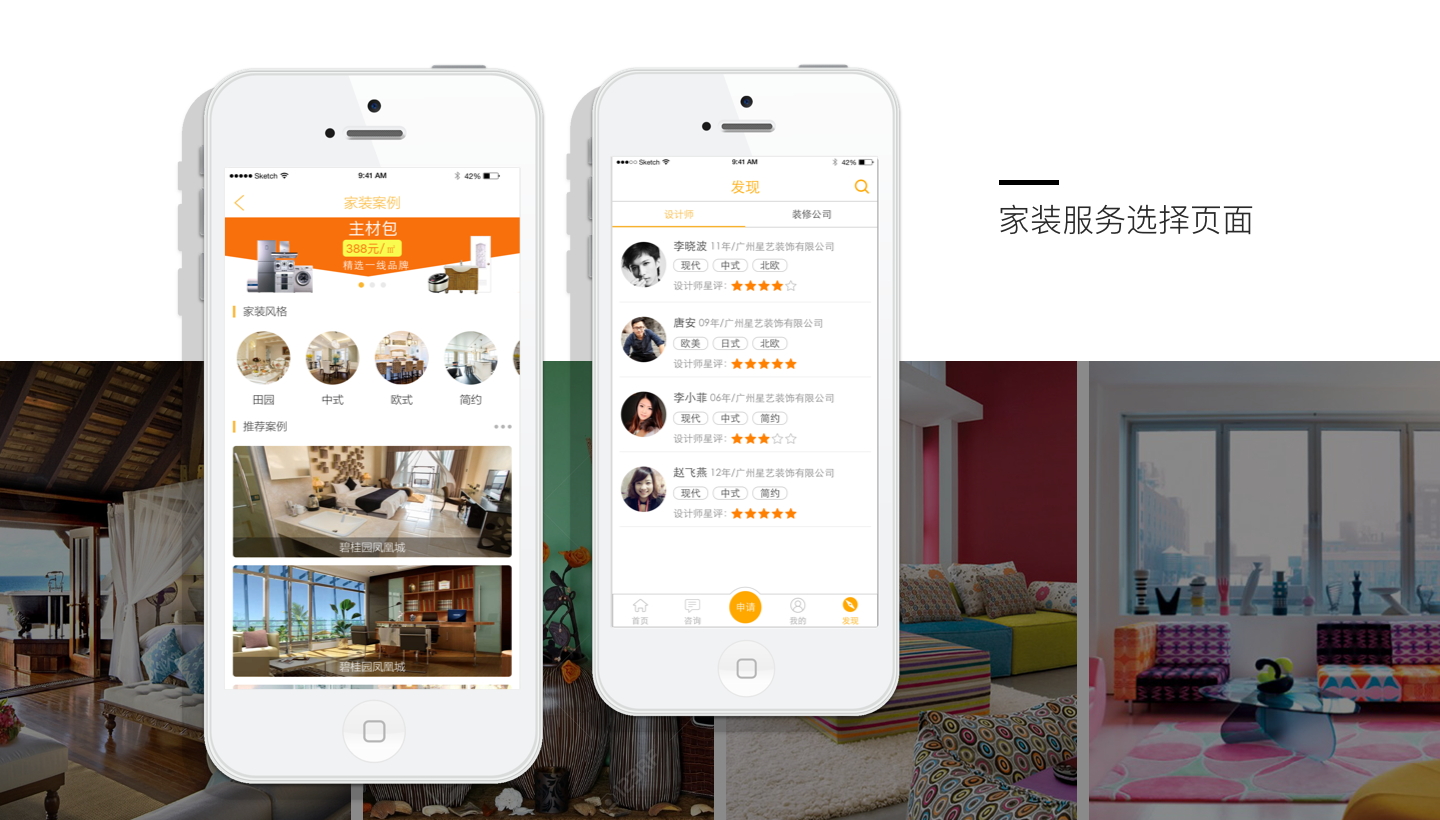 Sketch 9:41 AM 42%
家装案例
主材包
388元/㎡
精选一线品牌
家装风格
田园 中式 欧式 简约
推荐案例
碧桂园凤凰城
碧桂园凤凰城
Sketch 9:41 AM 42%
发现
设计师 装修公司
李晓波 11年/广州星艺装饰有限公司
现代 中式 北欧
设计师星评:
唐安 09年/广州星艺装饰有限公司
欧美 日式 北欧
设计师星评:
李小菲 06年/广州星艺装饰有限公司
现代 中式 简约
设计师星评:
赵飞燕 12年/广州星艺装饰有限公司
现代 中式 简约
设计师星评:
首页 咨询 申请 我的 发现
家装服务选择页面